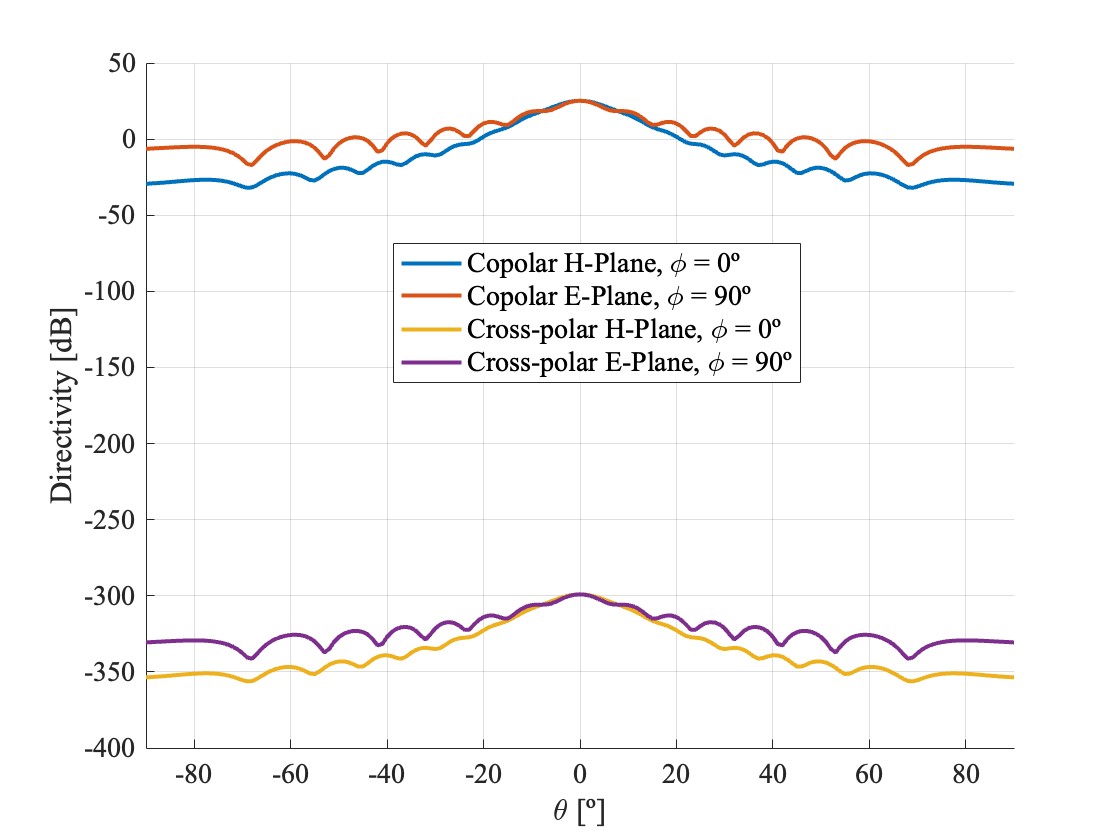 50
0
-50
-100
-150
-200
-250
-300
-350
-400
Directivity [dB]
Copolar H-Plane, ϕ = 0º
Copolar E-Plane, ϕ = 90º
Cross-polar H-Plane, ϕ = 0º
Cross-polar E-Plane, ϕ = 90º
-80 -60 -40 -20 0 20 40 60 80
θ [º]